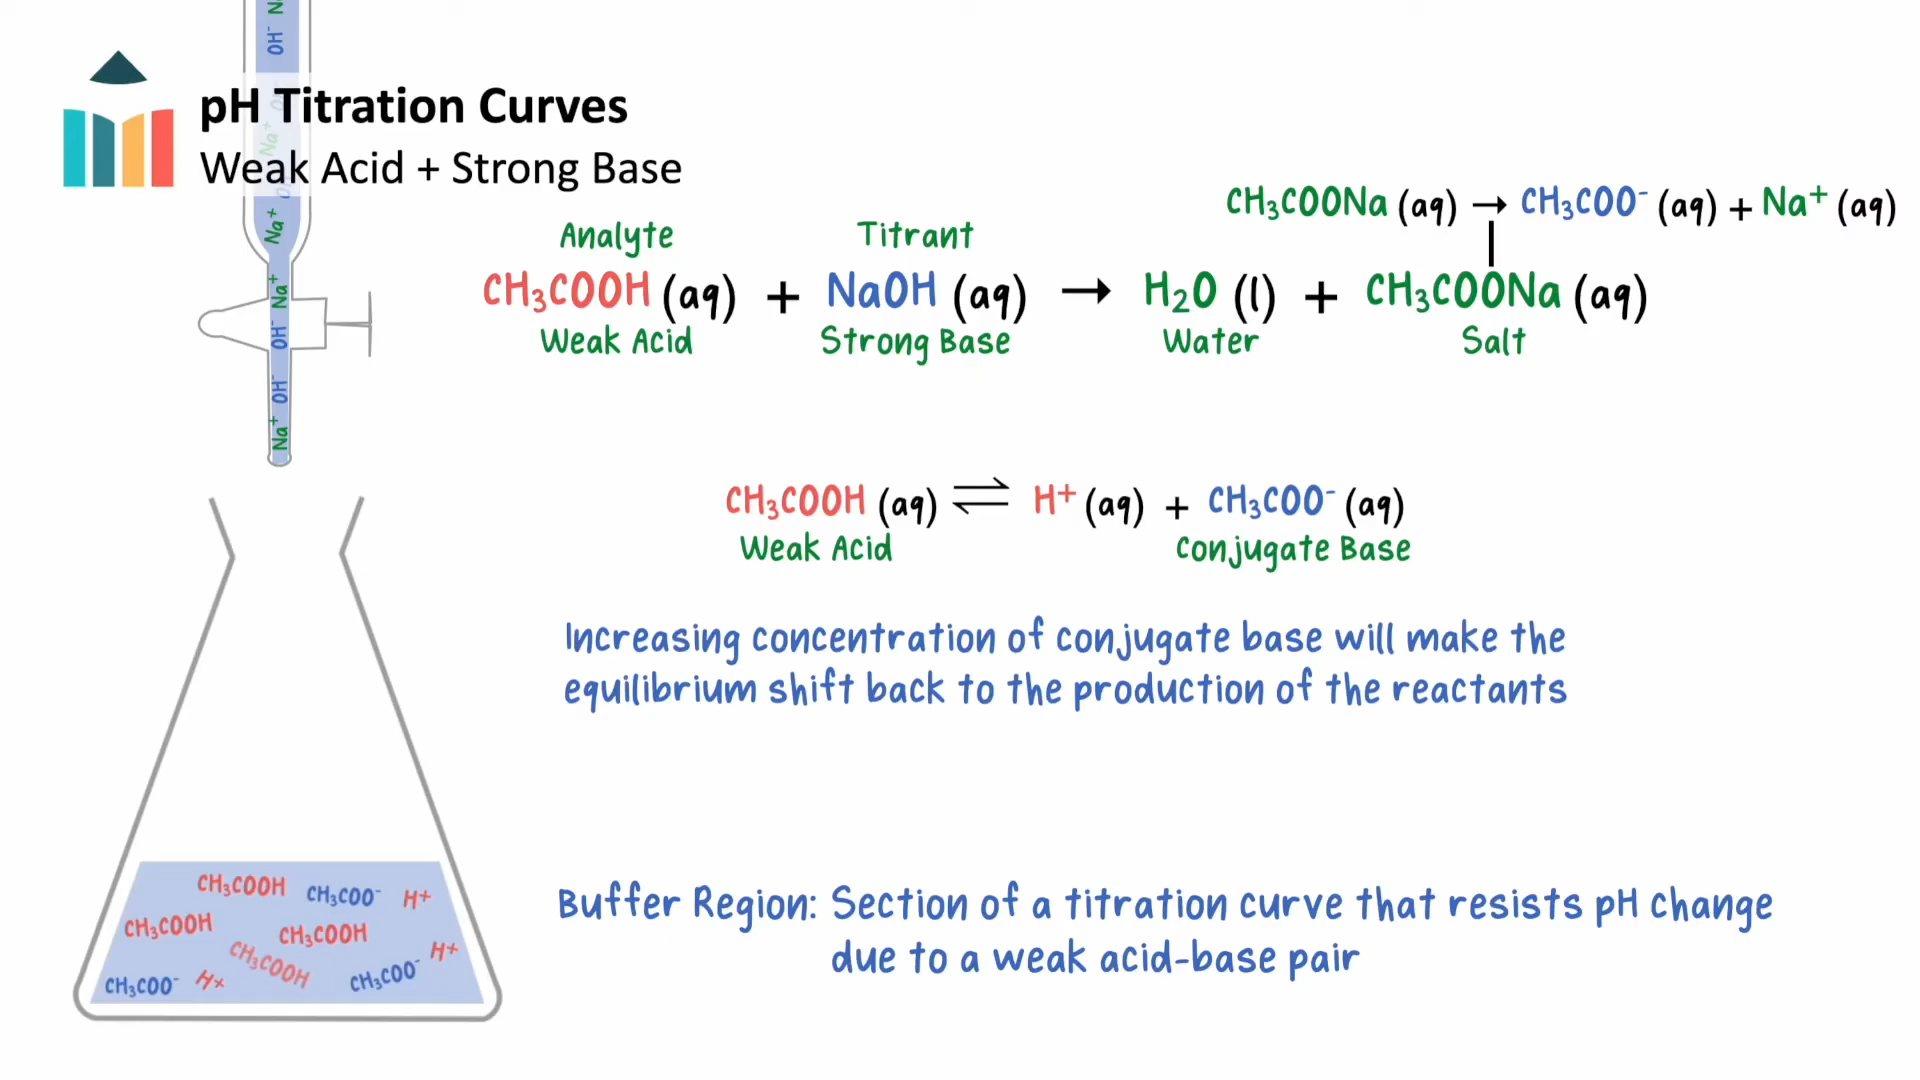 pH Titration Curves
Weak Acid + Strong Base
CH₃COONa (aq) → CH₃COO⁻ (aq) + Na⁺ (aq)
Analyte Titrant
CH₃COOH (aq) + NaOH (aq) → H₂O (l) + CH₃COONa (aq)
Weak Acid Strong Base Water Salt
CH₃COOH (aq) ⇌ H⁺ (aq) + CH₃COO⁻ (aq)
Weak Acid Conjugate Base
Increasing concentration of conjugate base will make the
equilibrium shift back to the production of the reactants
Buffer Region: Section of a titration curve that resists pH change
due to a weak acid-base pair
OH⁻
Na⁺
Na⁺
Na⁺
OH⁻
OH⁻
Na⁺
CH₃COOH CH₃COO⁻ H⁺
CH₃COOH CH₃COOH
CH₃COOH H⁺
CH₃COO⁻ H⁺ CH₃COO⁻